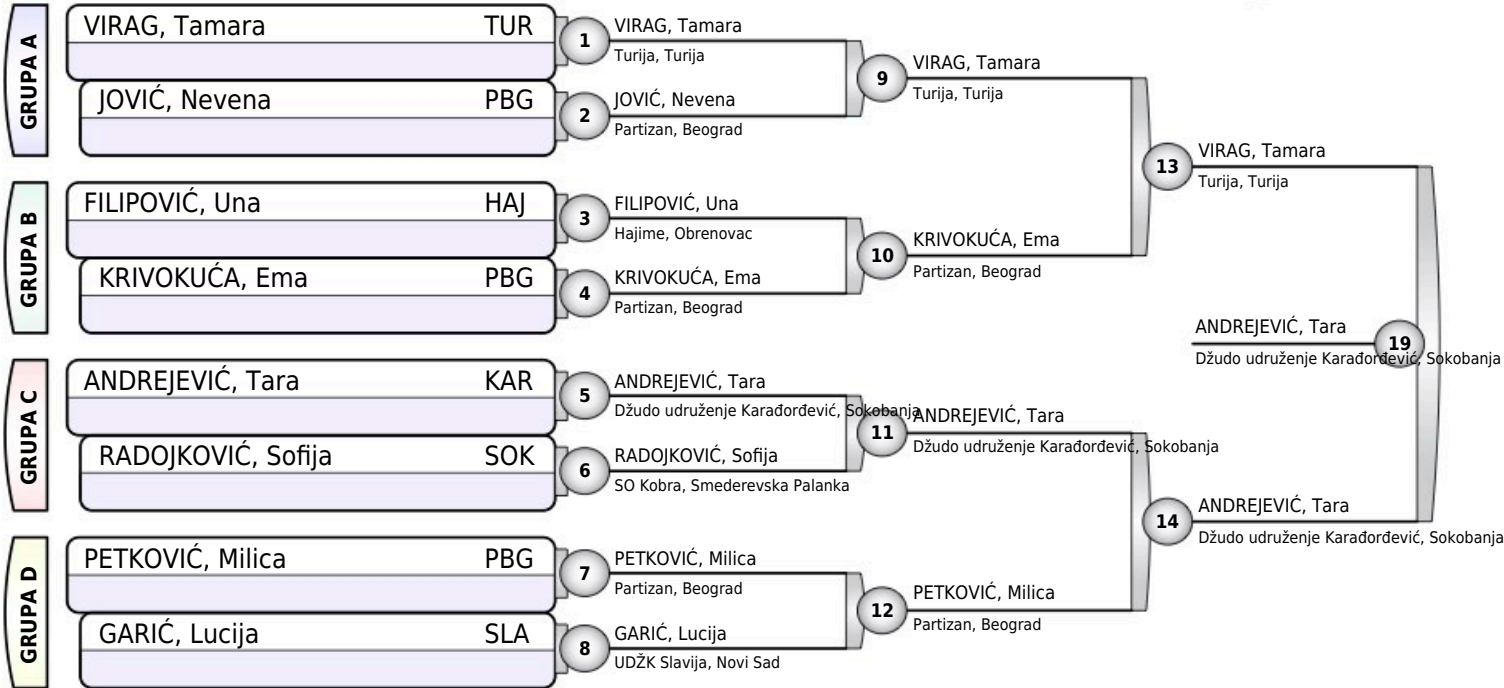 GRUPA A
VIRAG, Tamara TUR
JOVIĆ, Nevena PBG
1
VIRAG, Tamara
Turija, Turija
2
JOVIĆ, Nevena
Partizan, Beograd
9
VIRAG, Tamara
Turija, Turija
GRUPA B
FILIPOVIĆ, Una HAJ
KRIVOKUĆA, Ema PBG
3
FILIPOVIĆ, Una
Hajime, Obrenovac
4
KRIVOKUĆA, Ema
Partizan, Beograd
10
KRIVOKUĆA, Ema
Partizan, Beograd
13
VIRAG, Tamara
Turija, Turija
GRUPA C
ANDREJEVIĆ, Tara KAR
RADOJKOVIĆ, Sofija SOK
5
ANDREJEVIĆ, Tara
Džudo udruženje Karađorđević, Sokobanja
6
RADOJKOVIĆ, Sofija
SO Kobra, Smederevska Palanka
11
ANDREJEVIĆ, Tara
Džudo udruženje Karađorđević, Sokobanja
GRUPA D
PETKOVIĆ, Milica PBG
GARIĆ, Lucija SLA
7
PETKOVIĆ, Milica
Partizan, Beograd
8
GARIĆ, Lucija
UDŽK Slavija, Novi Sad
12
PETKOVIĆ, Milica
Partizan, Beograd
14
ANDREJEVIĆ, Tara
Džudo udruženje Karađorđević, Sokobanja
19
ANDREJEVIĆ, Tara
Džudo udruženje Karađorđević, Sokobanja